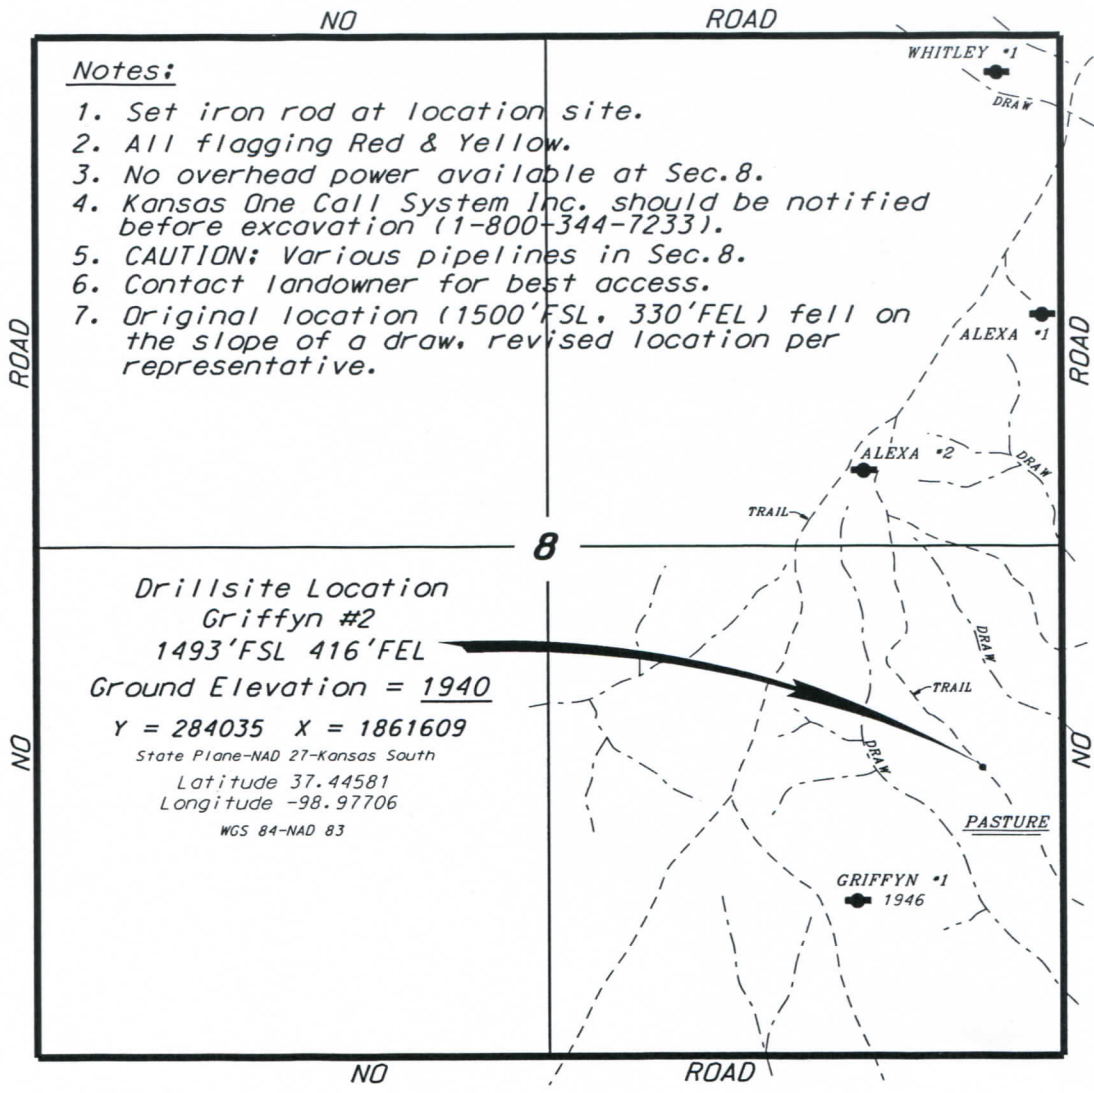 NO ROAD
WHITLEY #1
DRAW
Notes:
1. Set iron rod at location site.
2. All flagging Red & Yellow.
3. No overhead power available at Sec.8.
4. Kansas One Call System Inc. should be notified
before excavation (1-800-344-7233).
5. CAUTION: Various pipelines in Sec.8.
6. Contact landowner for best access.
7. Original location (1500'FSL, 330'FEL) fell on
the slope of a draw, revised location per
representative.
ROAD
ALEXA #1
ROAD
ALEXA #2
DRAW
TRAIL
8
Drillsite Location
Griffyn #2
1493'FSL 416'FEL
Ground Elevation = 1940
Y = 284035 X = 1861609
State Plane-NAD 27-Kansas South
Latitude 37.44581
Longitude -98.97706
WGS 84-NAD 83
DRAW
TRAIL
NO
DRAW
NO
PASTURE
GRIFFYN #1
1946
NO ROAD